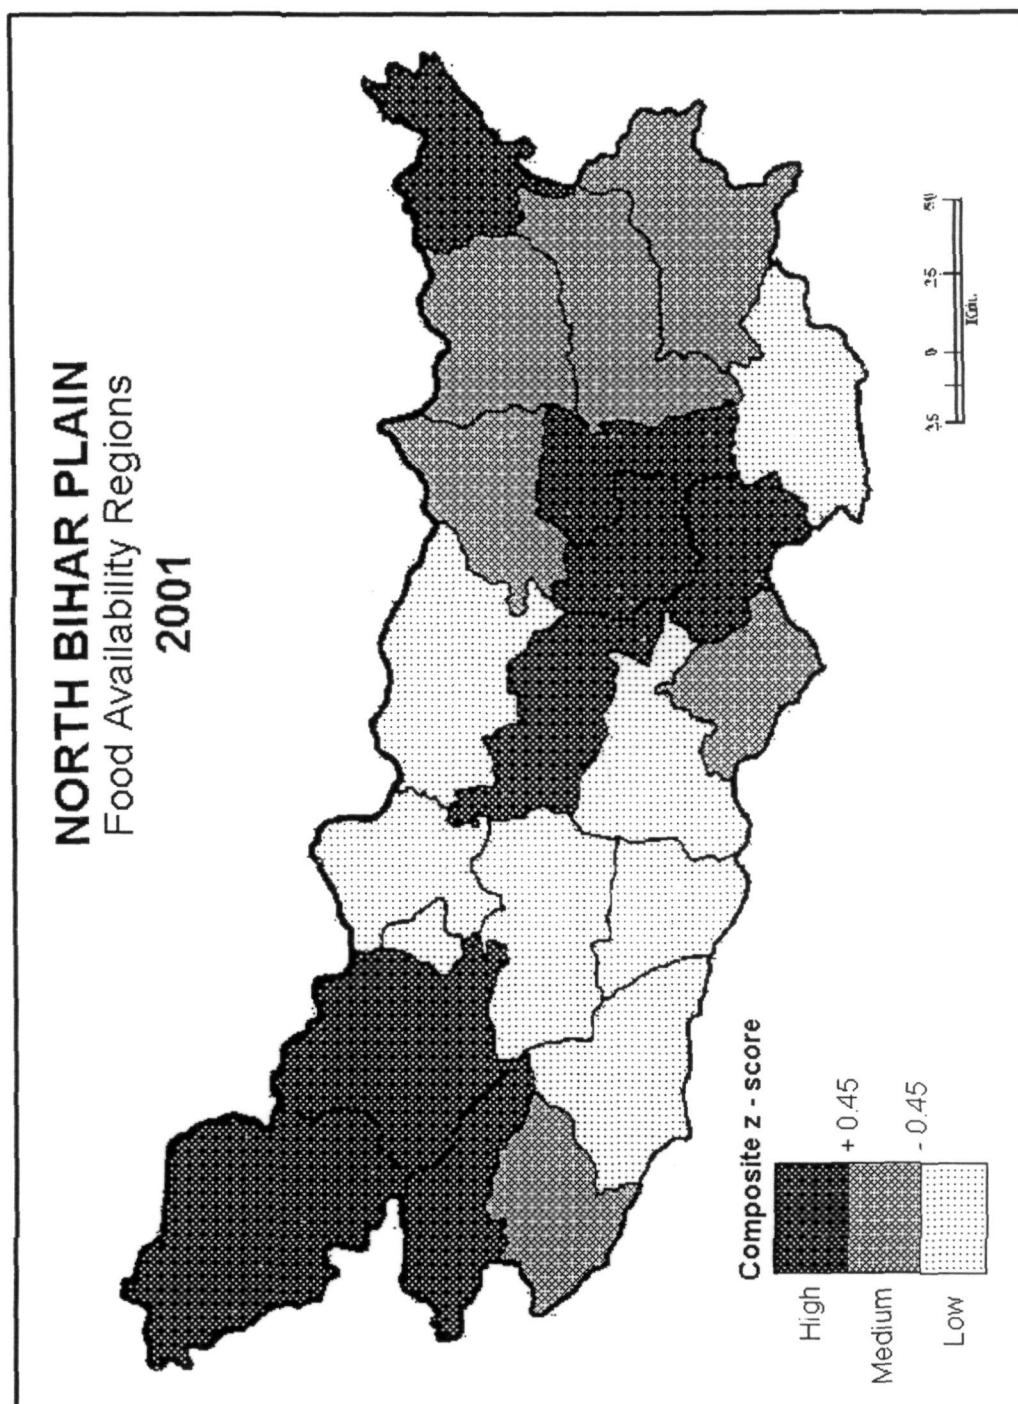 NORTH BIHAR PLAIN
Food Availability Regions
2001
Composite z - score
High
+ 0.45
Medium
- 0.45
Low
25
0
25
50
Km.